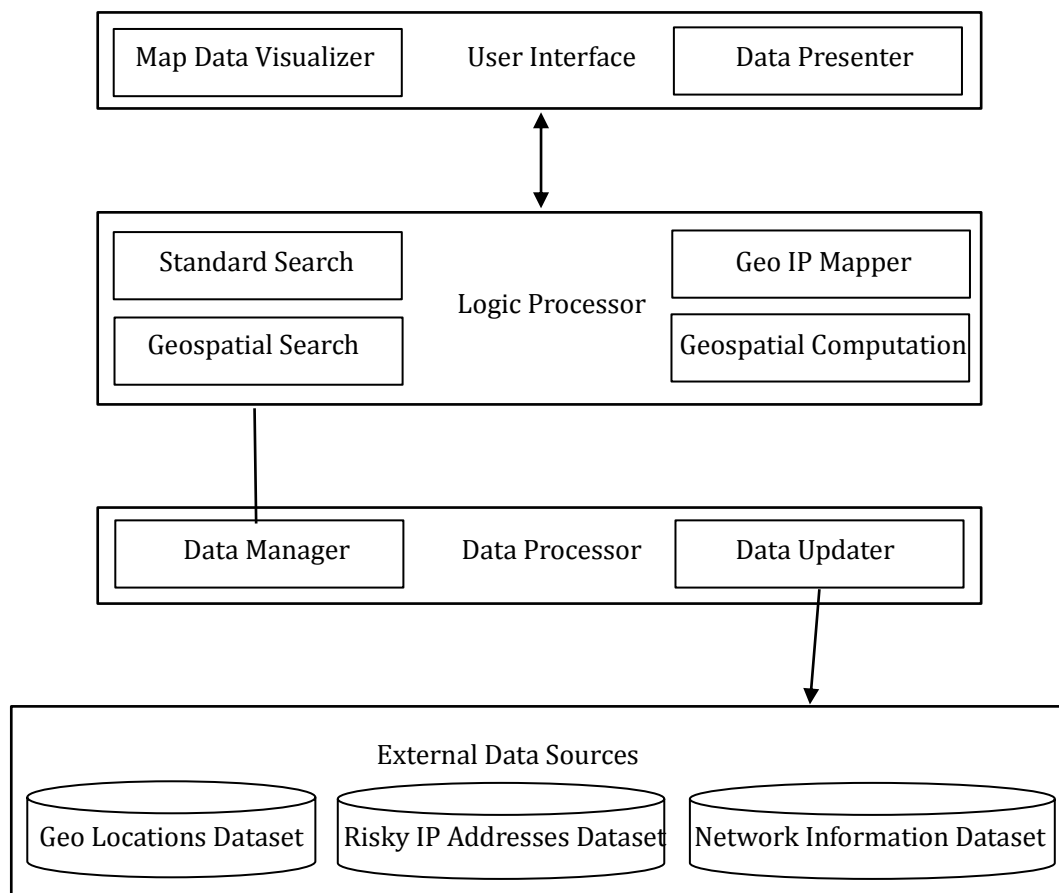 Map Data Visualizer
User Interface
Data Presenter
Standard Search
Geo IP Mapper
Logic Processor
Geospatial Search
Geospatial Computation
Data Manager
Data Processor
Data Updater
External Data Sources
Geo Locations Dataset
Risky IP Addresses Dataset
Network Information Dataset